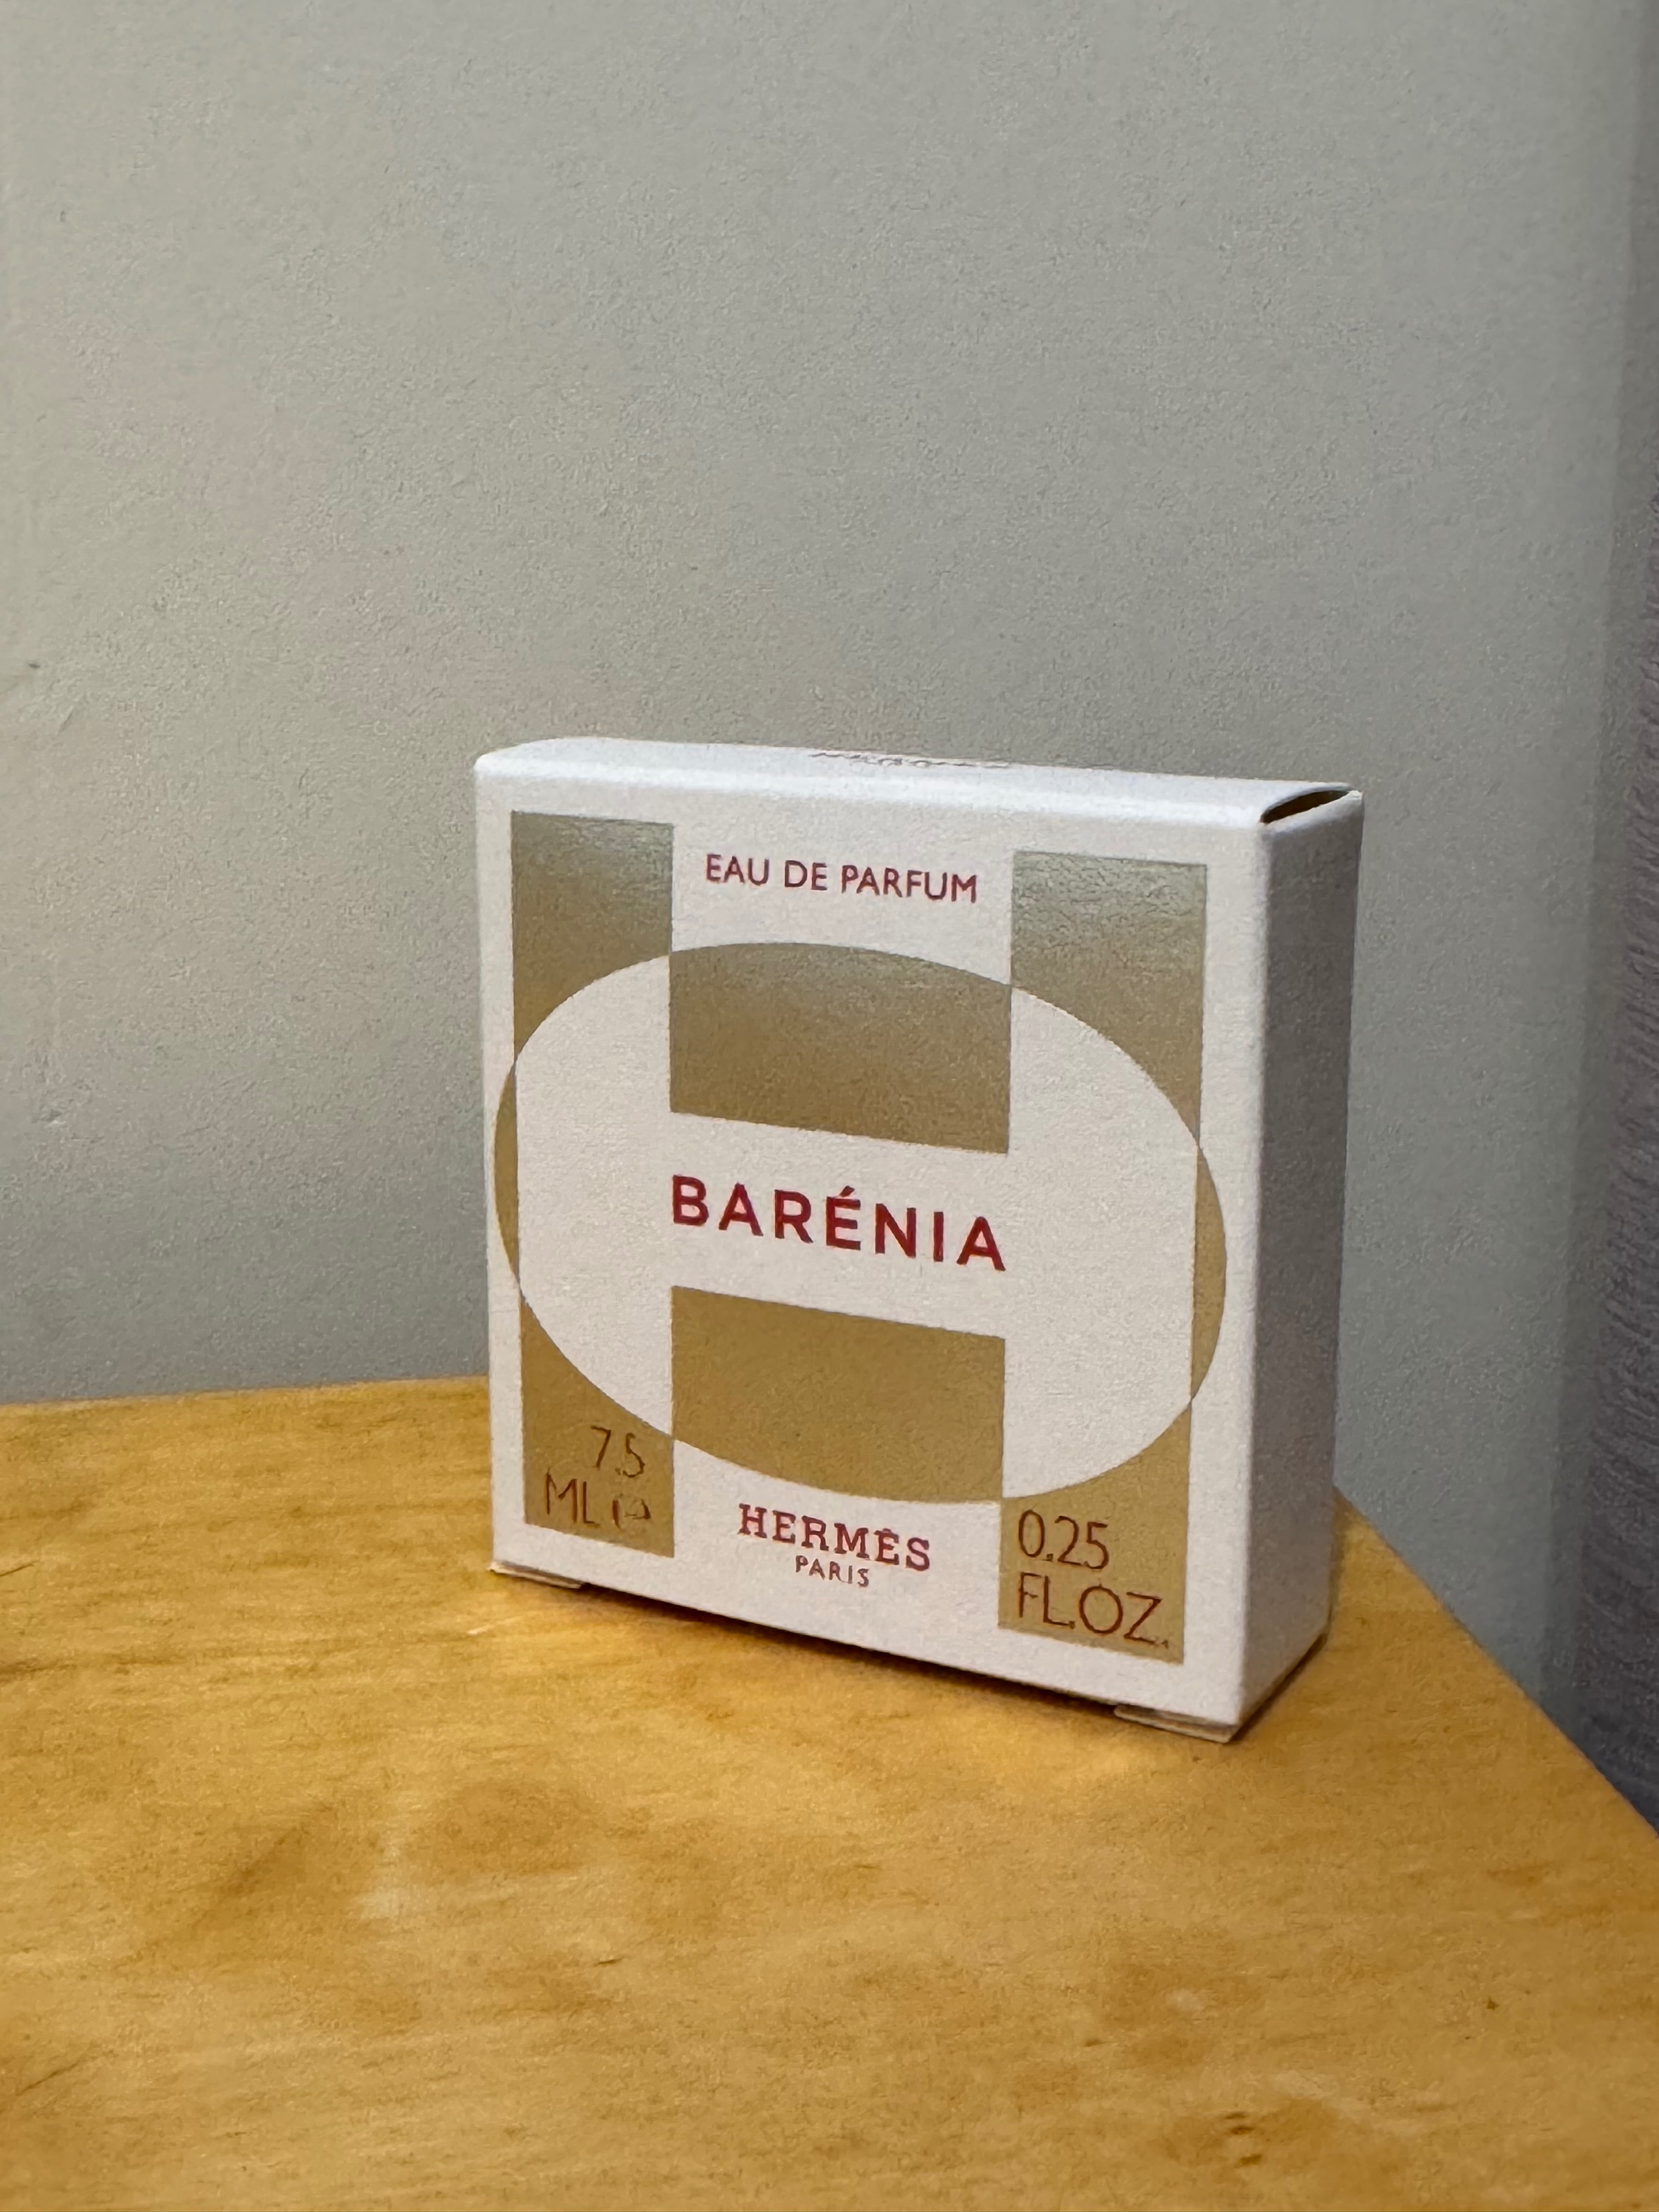 EAU DE PARFUM
BARÉNIA
7.5
ML
HERMÈS
PARIS
0.25
FL.OZ.